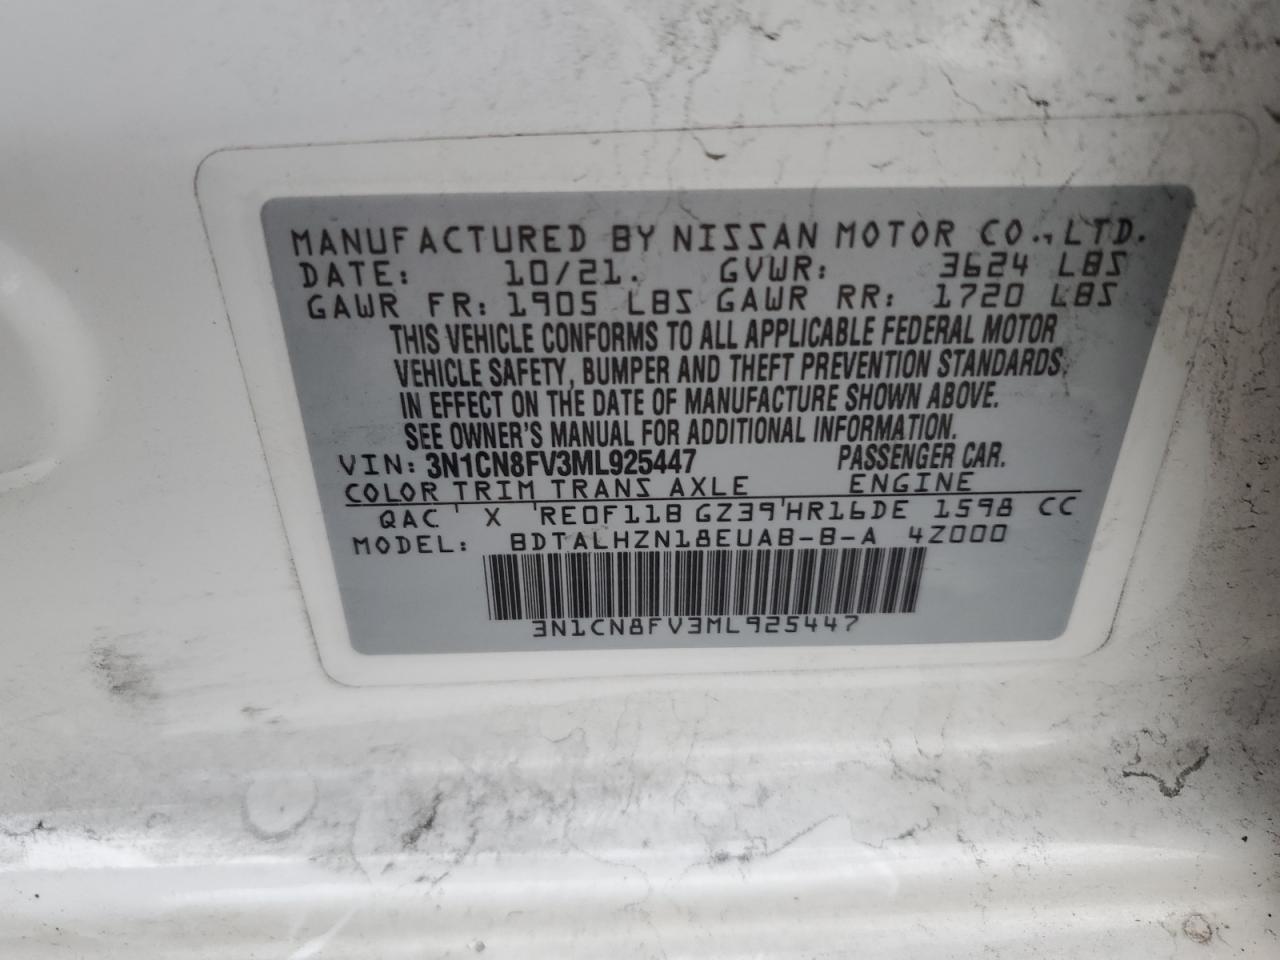 MANUFACTURED BY NISSAN MOTOR CO., LTD.
DATE: 10/21. GVWR: 3624 LBS
GAWR FR: 1905 LBS GAWR RR: 1720 LBS
THIS VEHICLE CONFORMS TO ALL APPLICABLE FEDERAL MOTOR
VEHICLE SAFETY, BUMPER AND THEFT PREVENTION STANDARDS,
IN EFFECT ON THE DATE OF MANUFACTURE SHOWN ABOVE.
SEE OWNER'S MANUAL FOR ADDITIONAL INFORMATION.
VIN: 3N1CN8FV3ML925447 PASSENGER CAR.
COLOR TRIM TRANS AXLE ENGINE
QAC ' X ' RE0F11B GZ39 ' HR16DE 1598 CC
MODEL: BDTALHZN18EUAB-B-A 4Z000
3N1CN8FV3ML925447